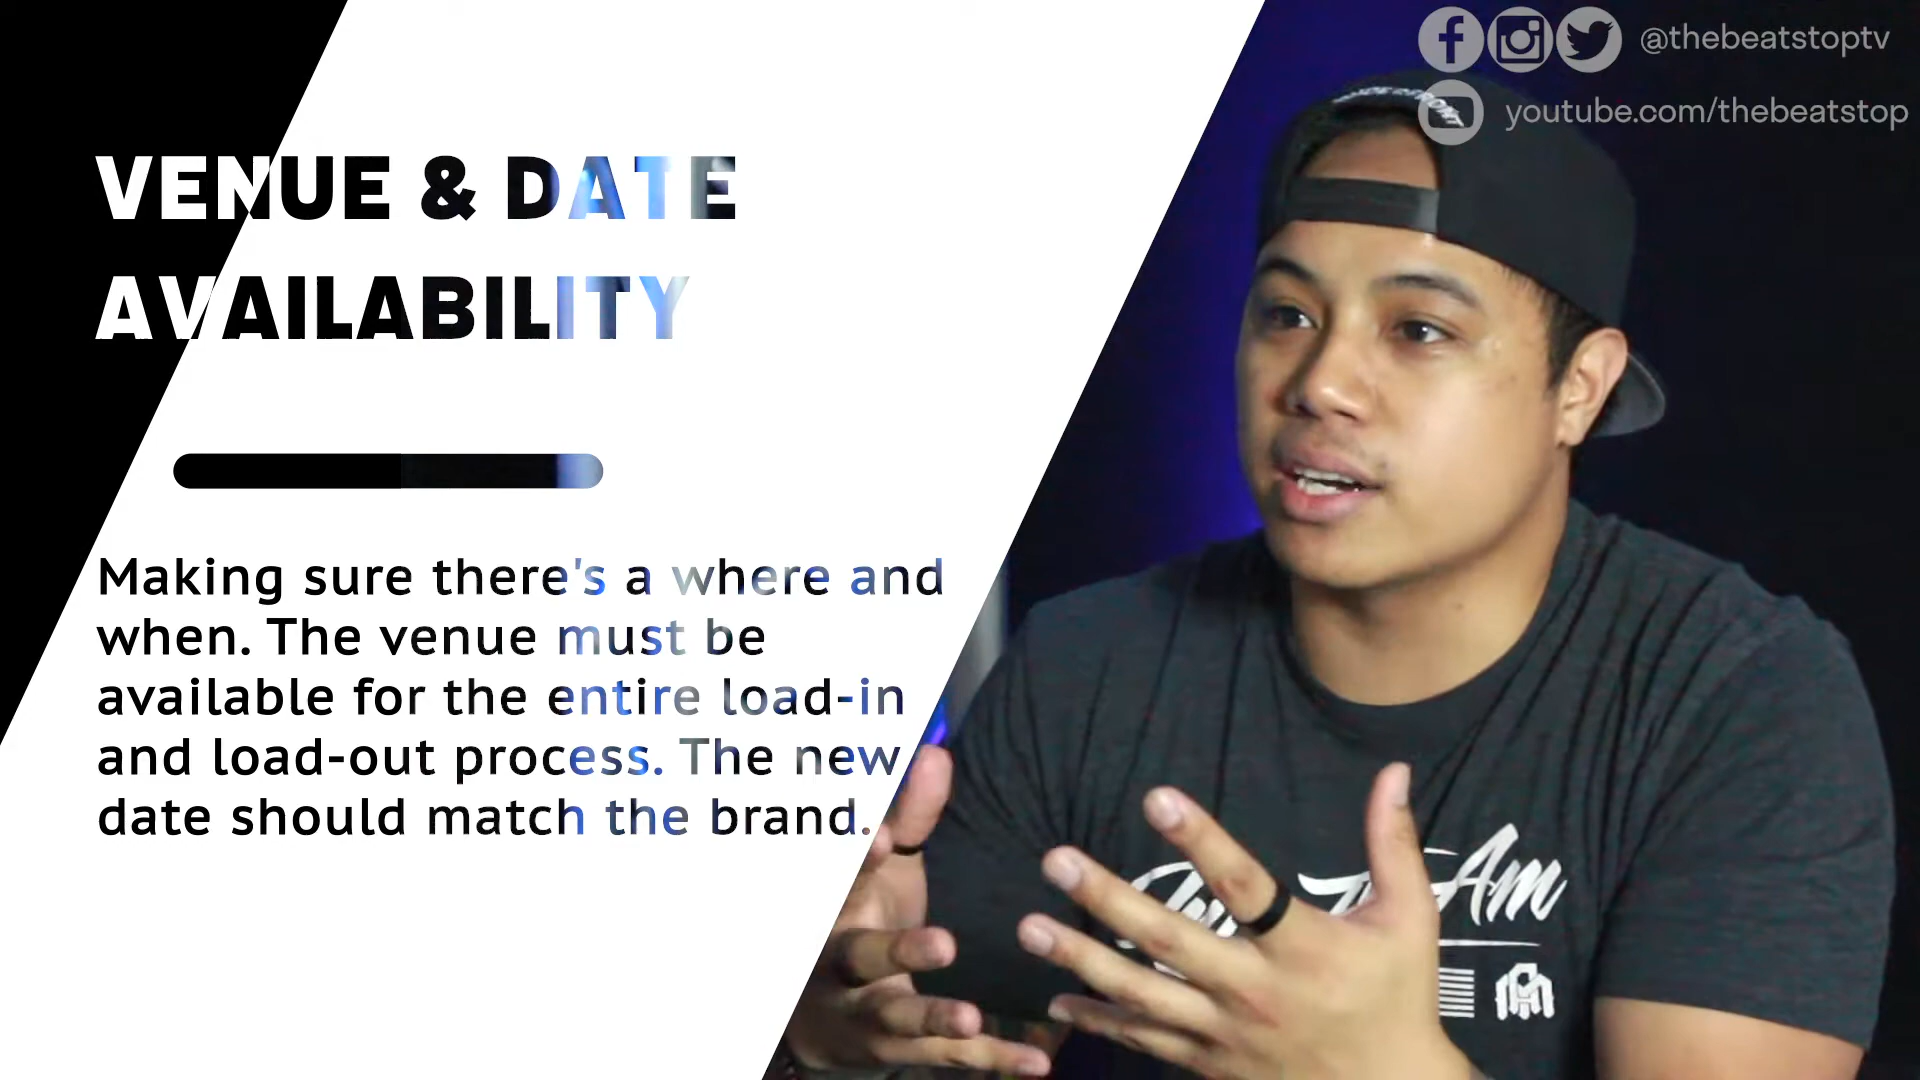 @thebeatstoptv
youtube.com/thebeatstop
VENUE & DATE
AVAILABILITY
Making sure there's a where and
when. The venue must be
available for the entire load-in
and load-out process. The new
date should match the brand.
Am